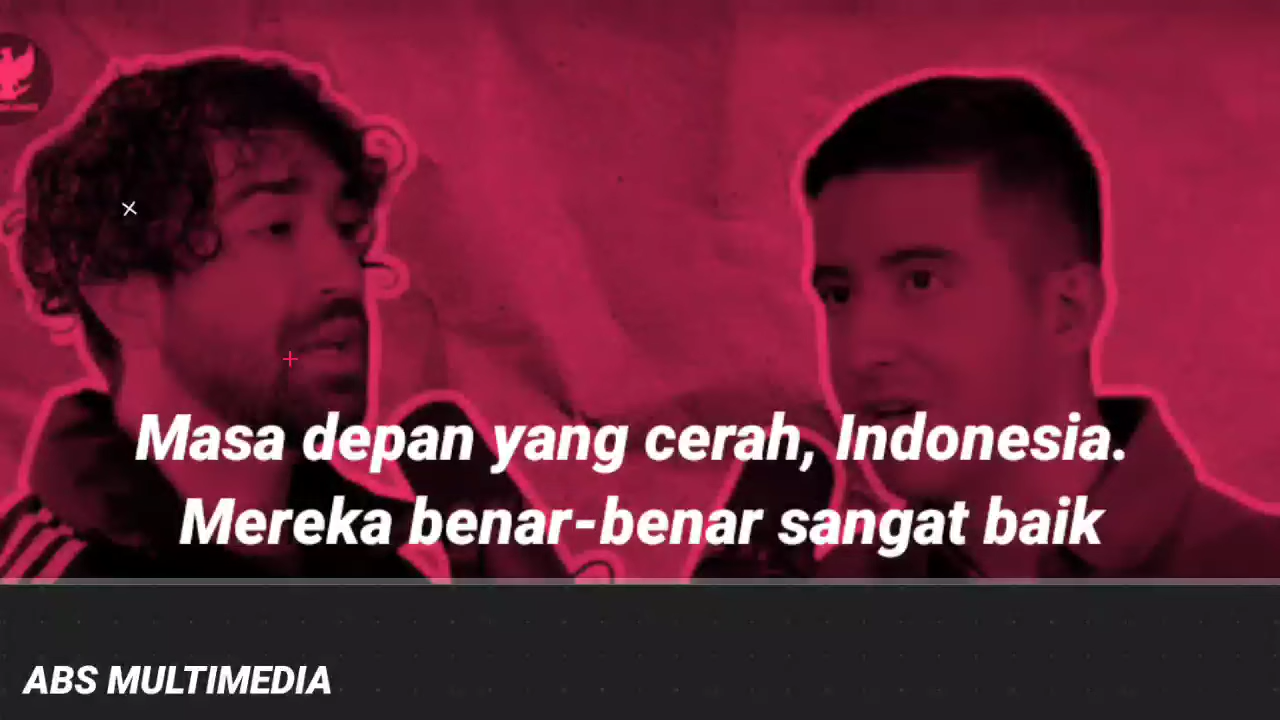 Masa depan yang cerah, Indonesia.
Mereka benar-benar sangat baik
ABS MULTIMEDIA